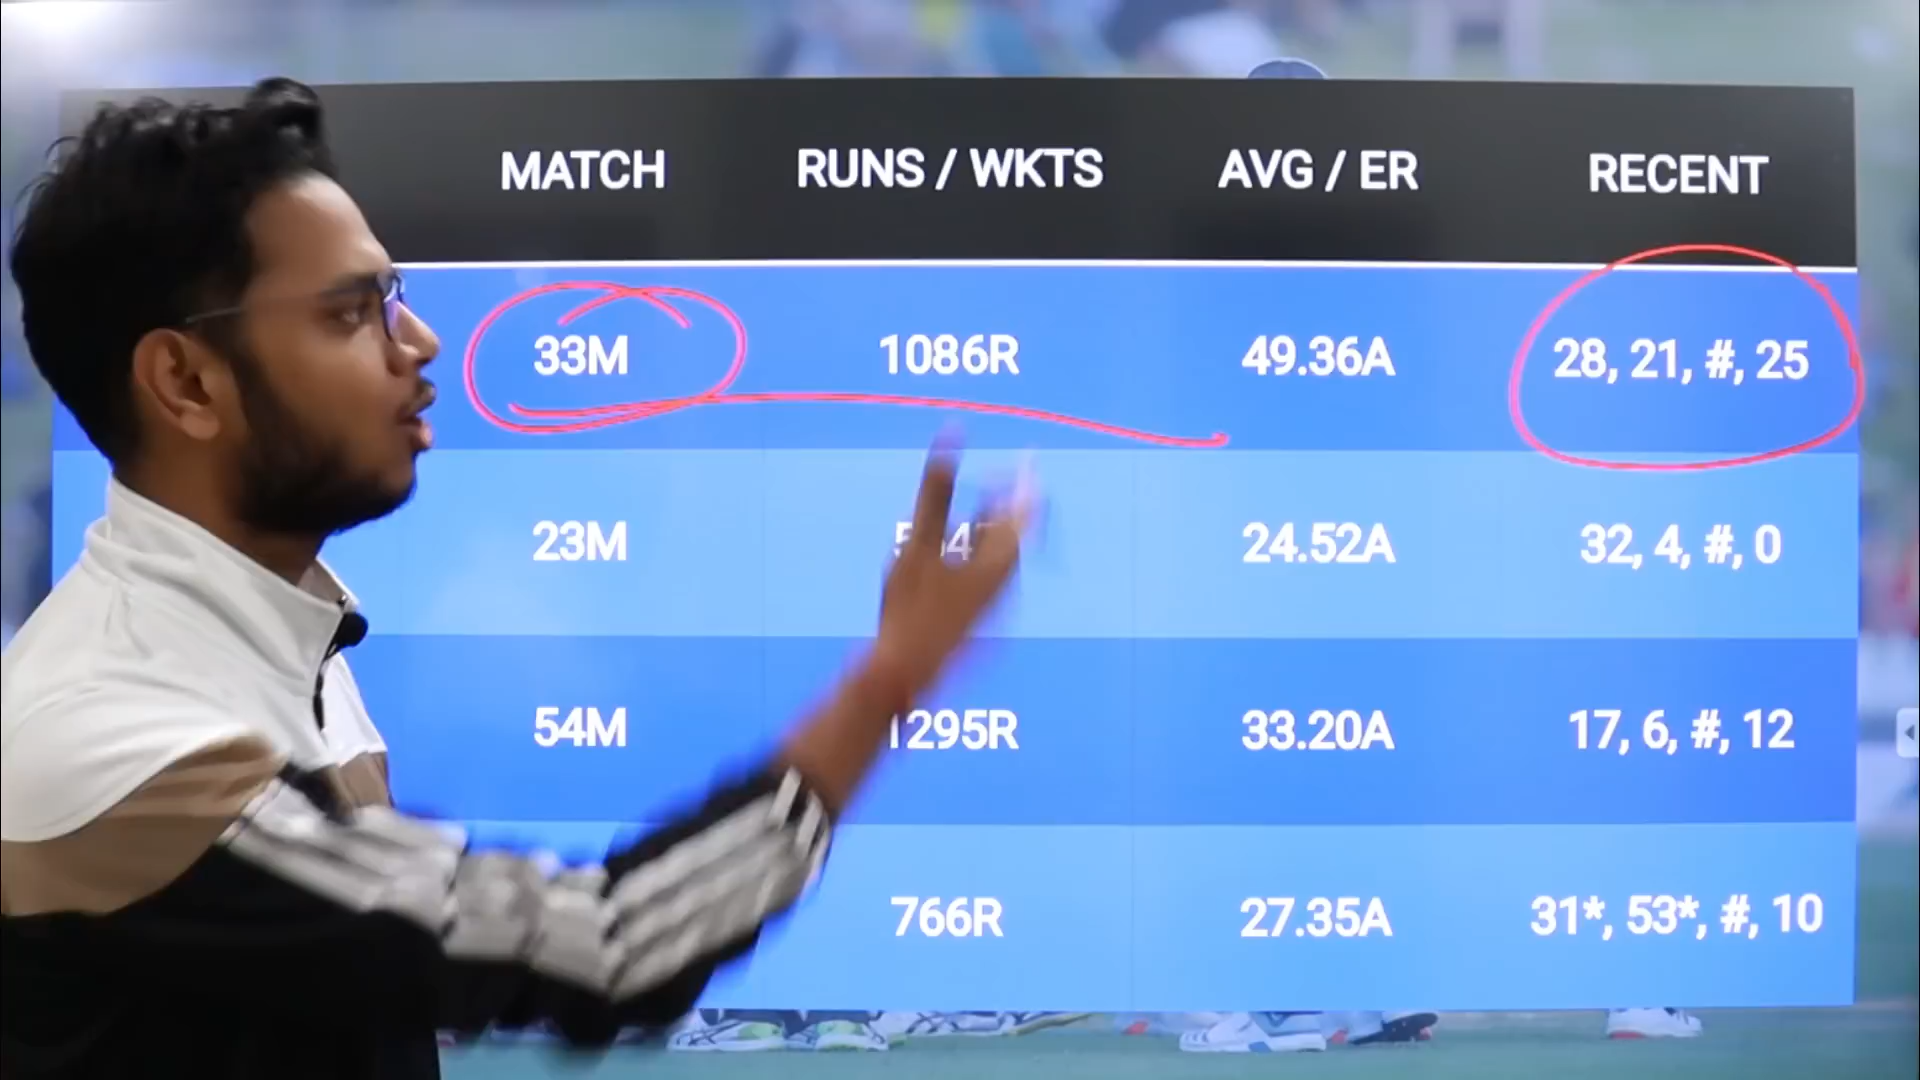 MATCH RUNS / WKTS AVG / ER RECENT
33M 1086R 49.36A 28, 21, #, 25
23M 24.52A 32, 4, #, 0
54M 1295R 33.20A 17, 6, #, 12
766R 27.35A 31*, 53*, #, 10